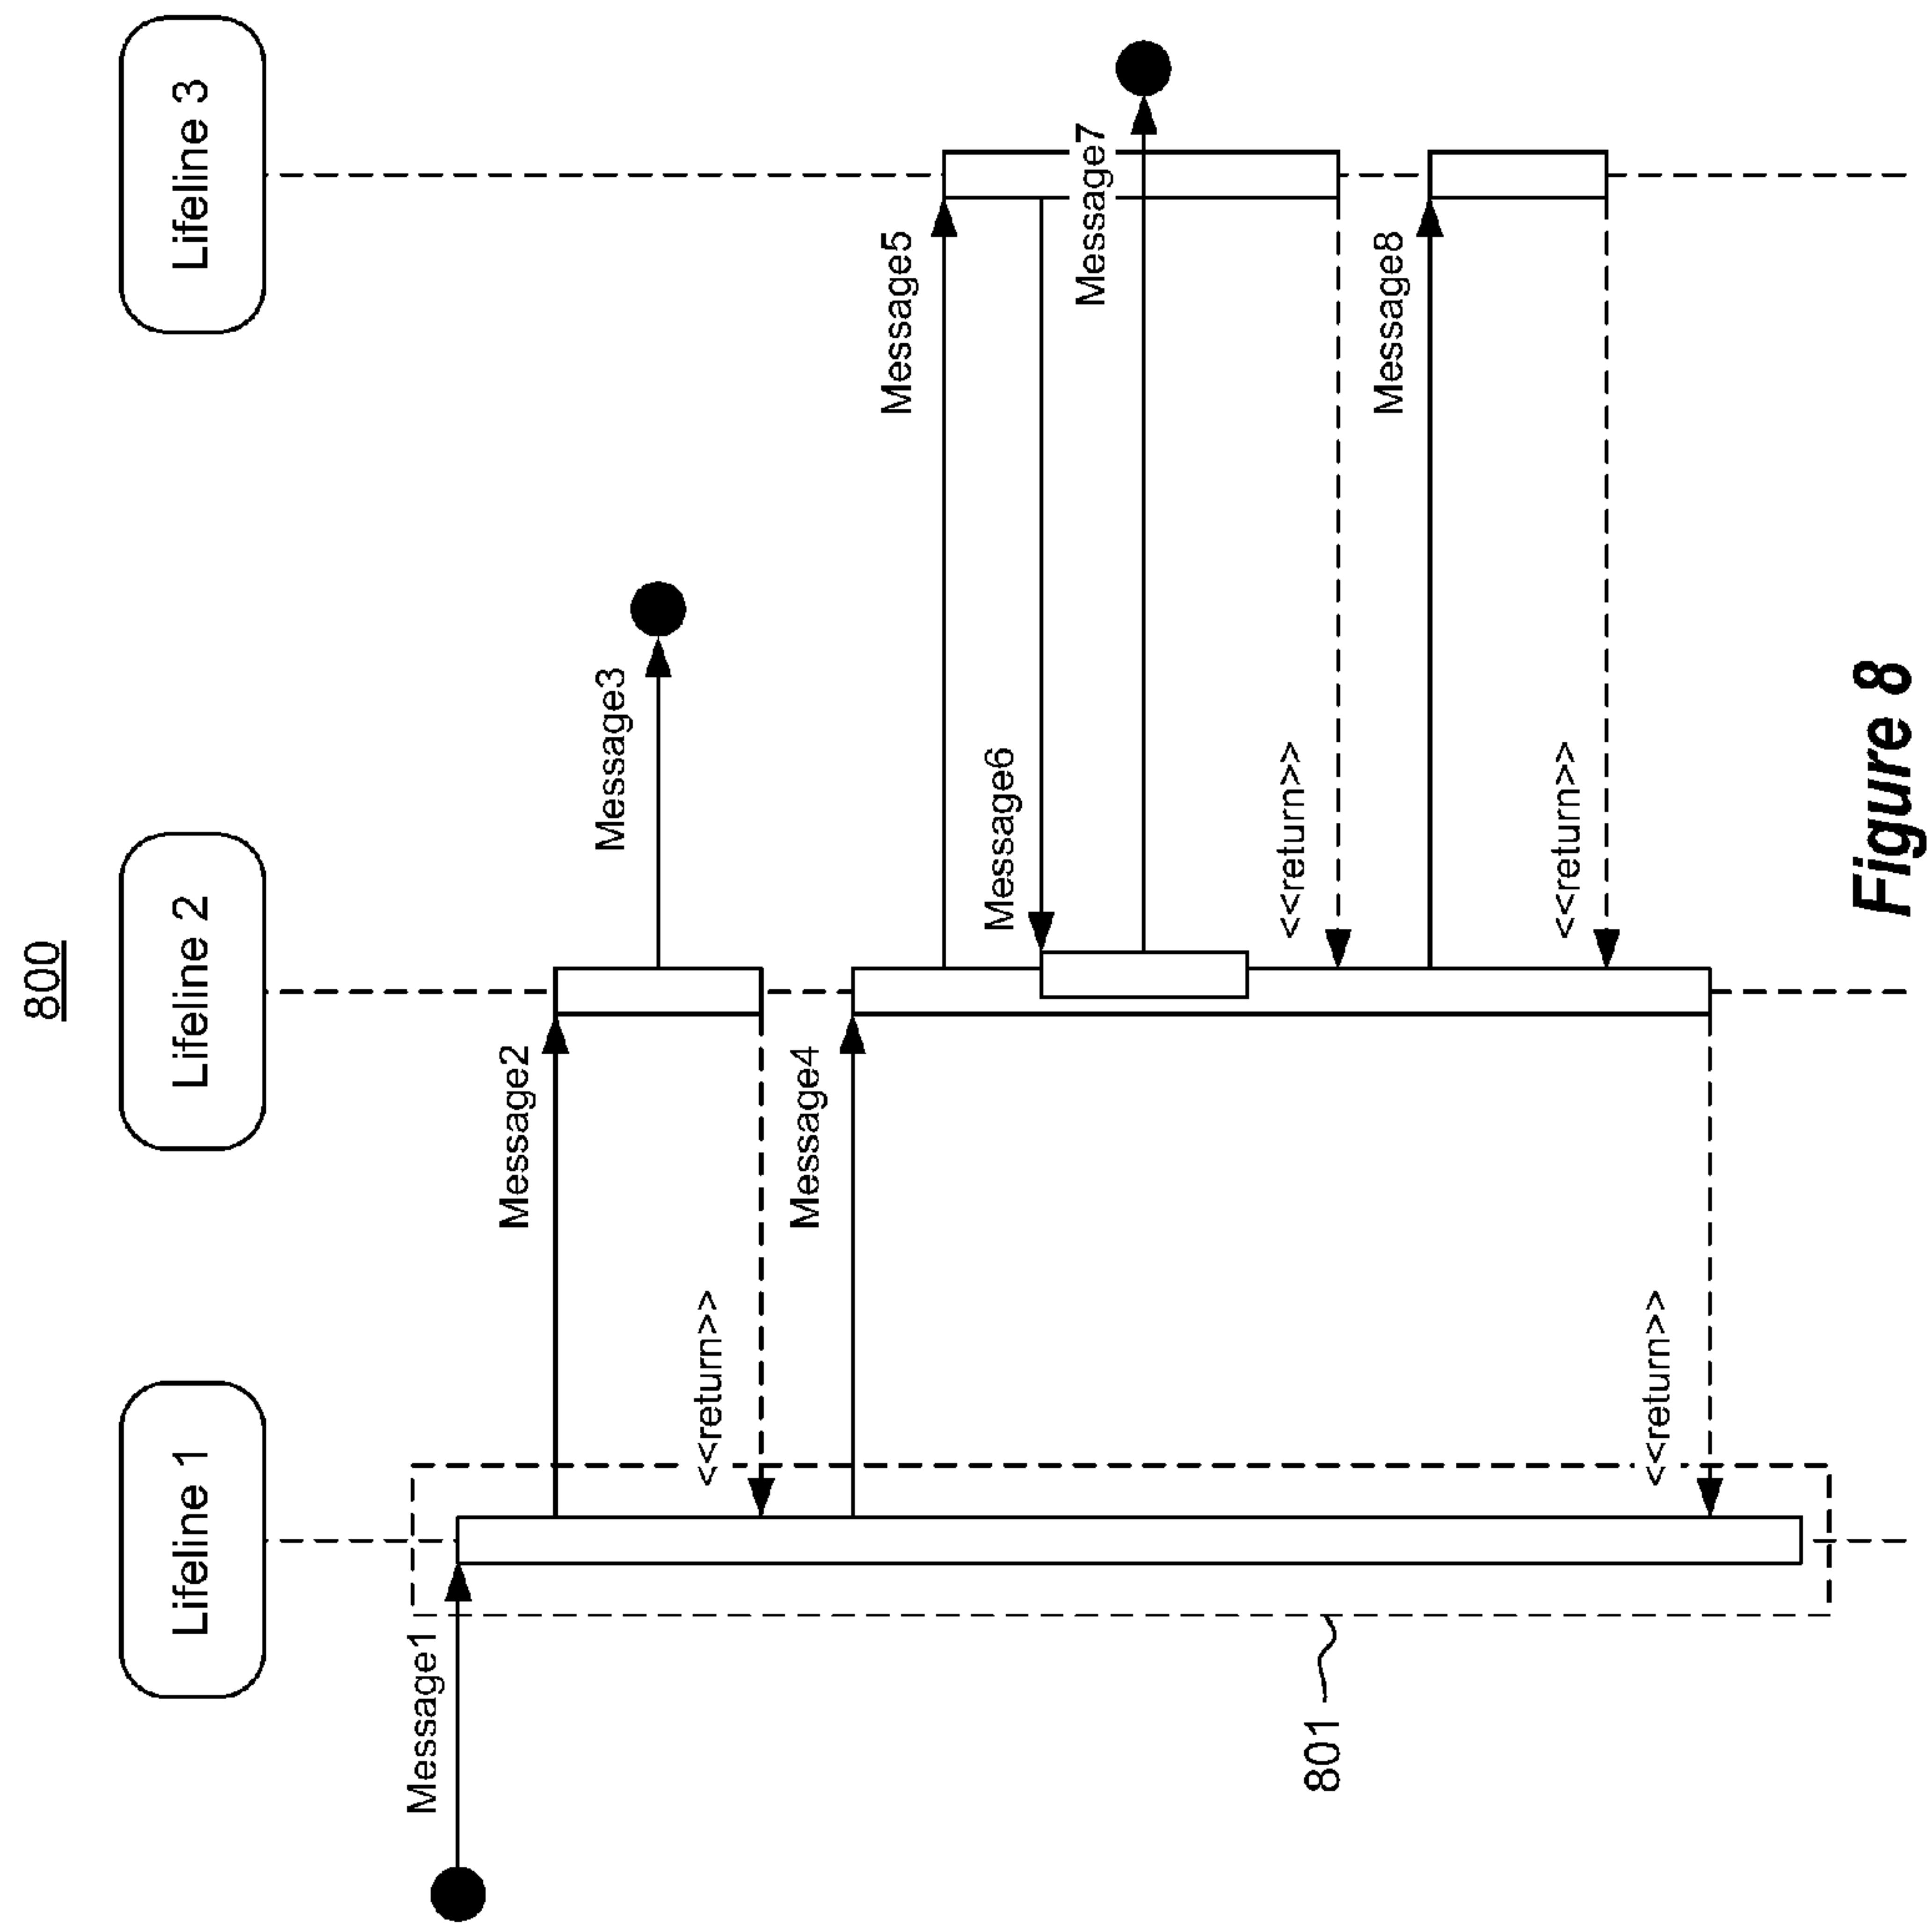 800
Lifeline 1
Lifeline 2
Lifeline 3
Message1
Message2
Message3
<<return>>
Message4
Message5
Message6
Message7
<<return>>
Message8
<<return>>
<<return>>
801
Figure 8